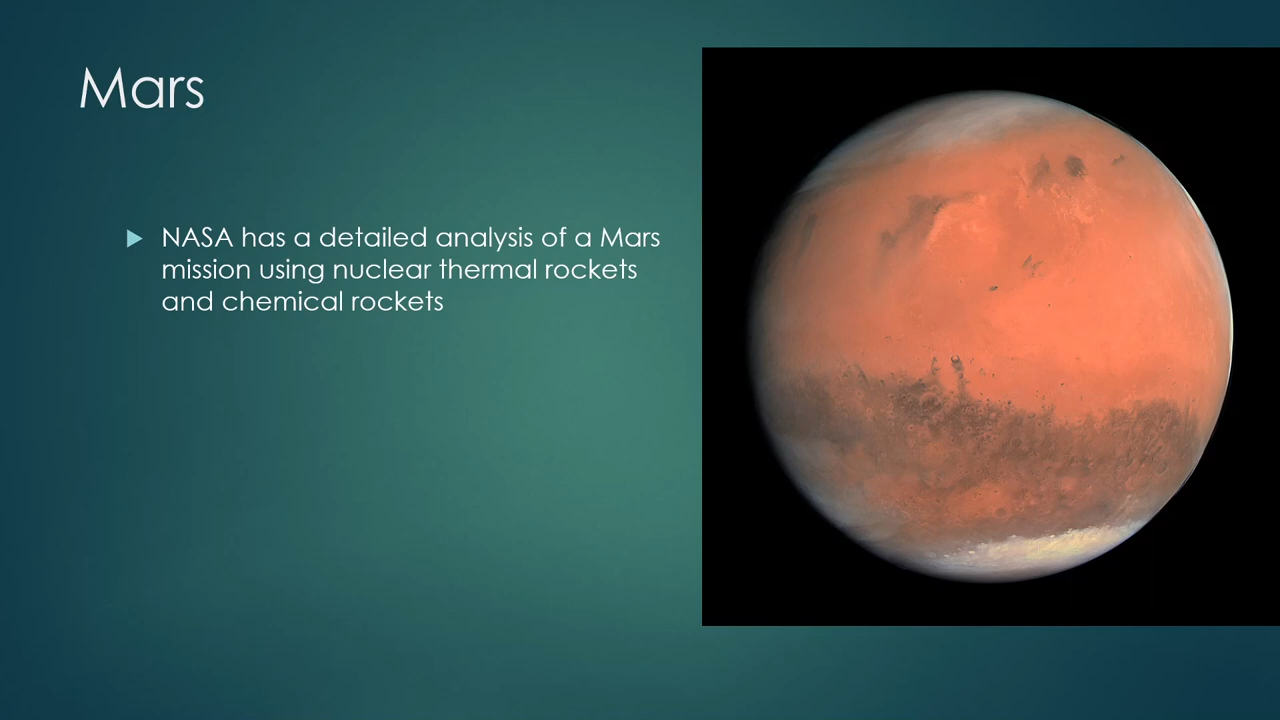 Mars
NASA has a detailed analysis of a Mars
mission using nuclear thermal rockets
and chemical rockets